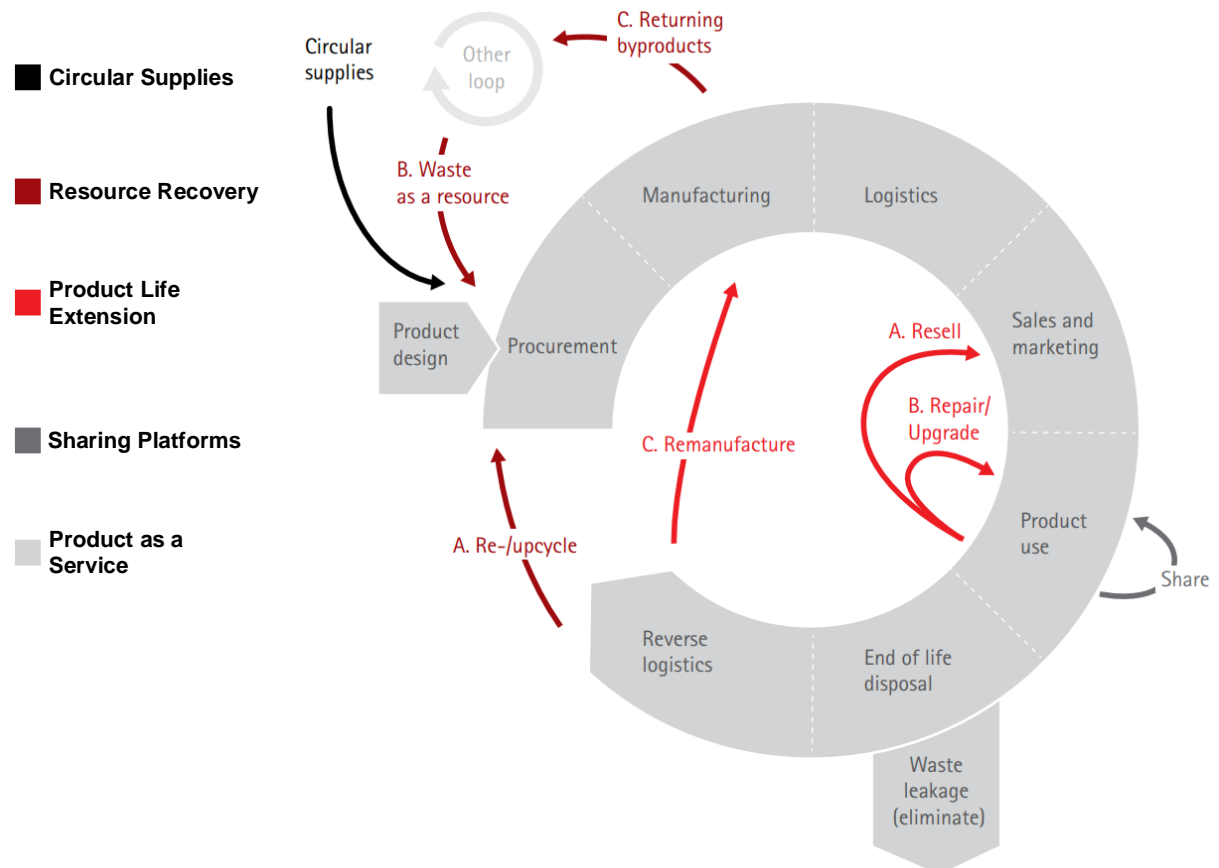 Circular Supplies
Resource Recovery
Product Life
Extension
Sharing Platforms
Product as a
Service
Circular
supplies
Other
loop
C. Returning
byproducts
B. Waste
as a resource
Manufacturing
Logistics
Product
design
Procurement
Sales and
marketing
A. Resell
B. Repair/
Upgrade
C. Remanufacture
Product
use
Share
A. Re-/upcycle
Reverse
logistics
End of life
disposal
Waste
leakage
(eliminate)